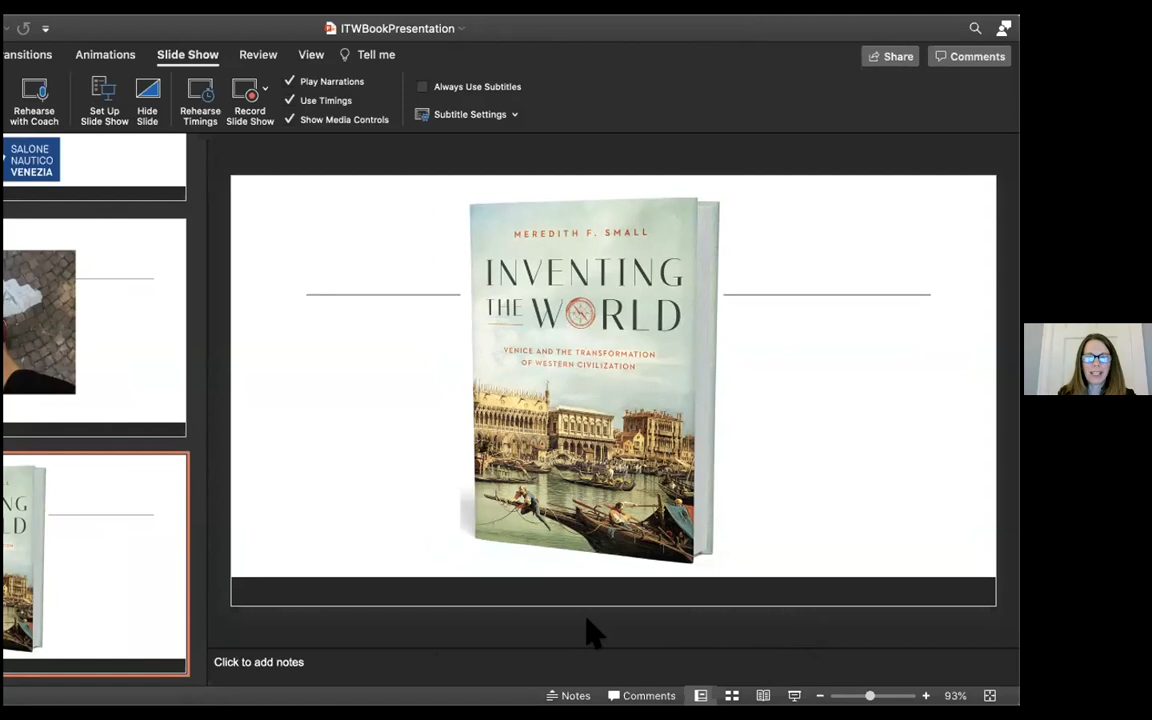 ITWBookPresentation
ansitions Animations Slide Show Review View Tell me Share Comments
Rehearse
with Coach
Set Up
Slide Show
Hide
Slide
Rehearse
Timings
Record
Slide Show
Play Narrations
Use Timings
Show Media Controls
Always Use Subtitles
Subtitle Settings
SALONE
NAUTICO
VENEZIA
NG
LD
MEREDITH F. SMALL
INVENTING
THE WORLD
VENICE AND THE TRANSFORMATION
OF WESTERN CIVILIZATION
Click to add notes
Notes Comments 93%